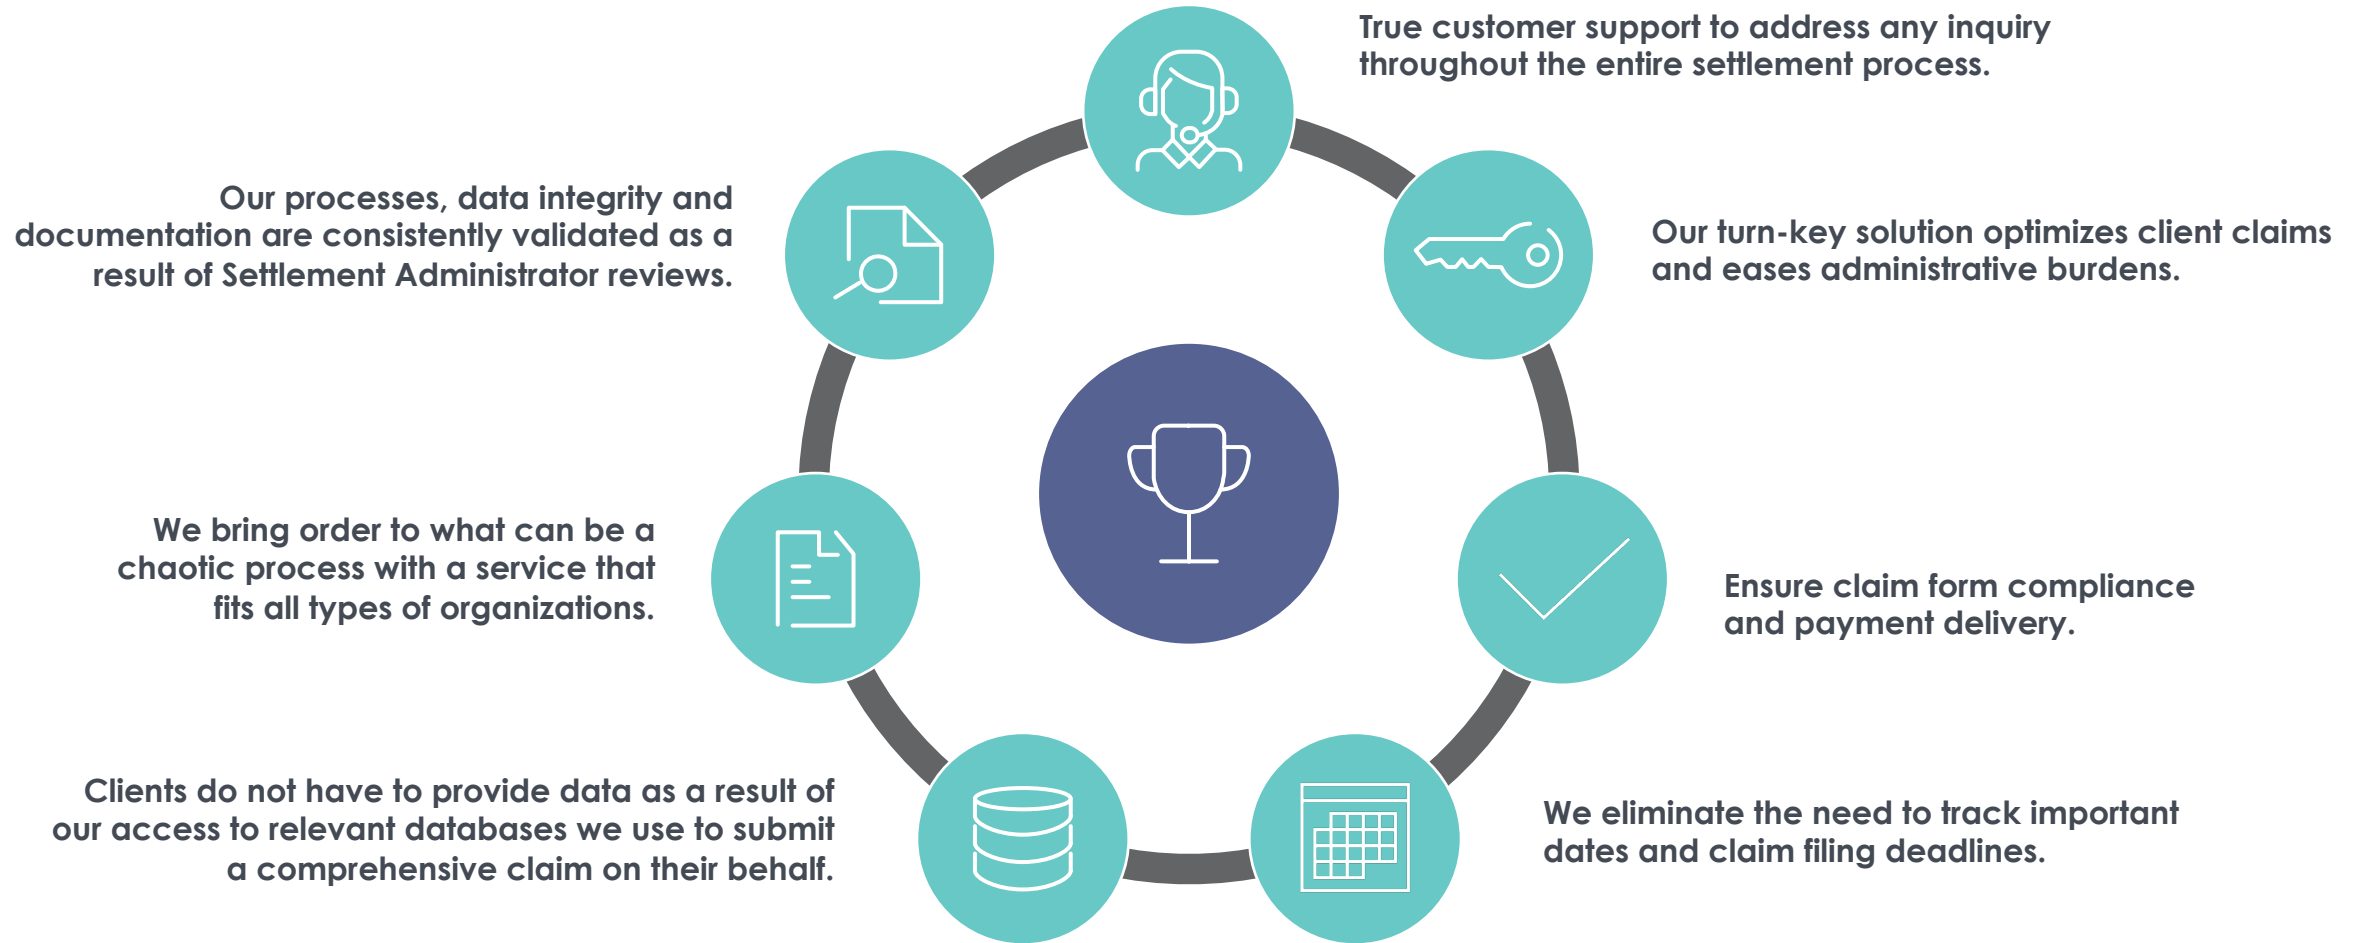 True customer support to address any inquiry
throughout the entire settlement process.
Our turn-key solution optimizes client claims
and eases administrative burdens.
Ensure claim form compliance
and payment delivery.
We eliminate the need to track important
dates and claim filing deadlines.
Clients do not have to provide data as a result of
our access to relevant databases we use to submit
a comprehensive claim on their behalf.
We bring order to what can be a
chaotic process with a service that
fits all types of organizations.
Our processes, data integrity and
documentation are consistently validated as a
result of Settlement Administrator reviews.